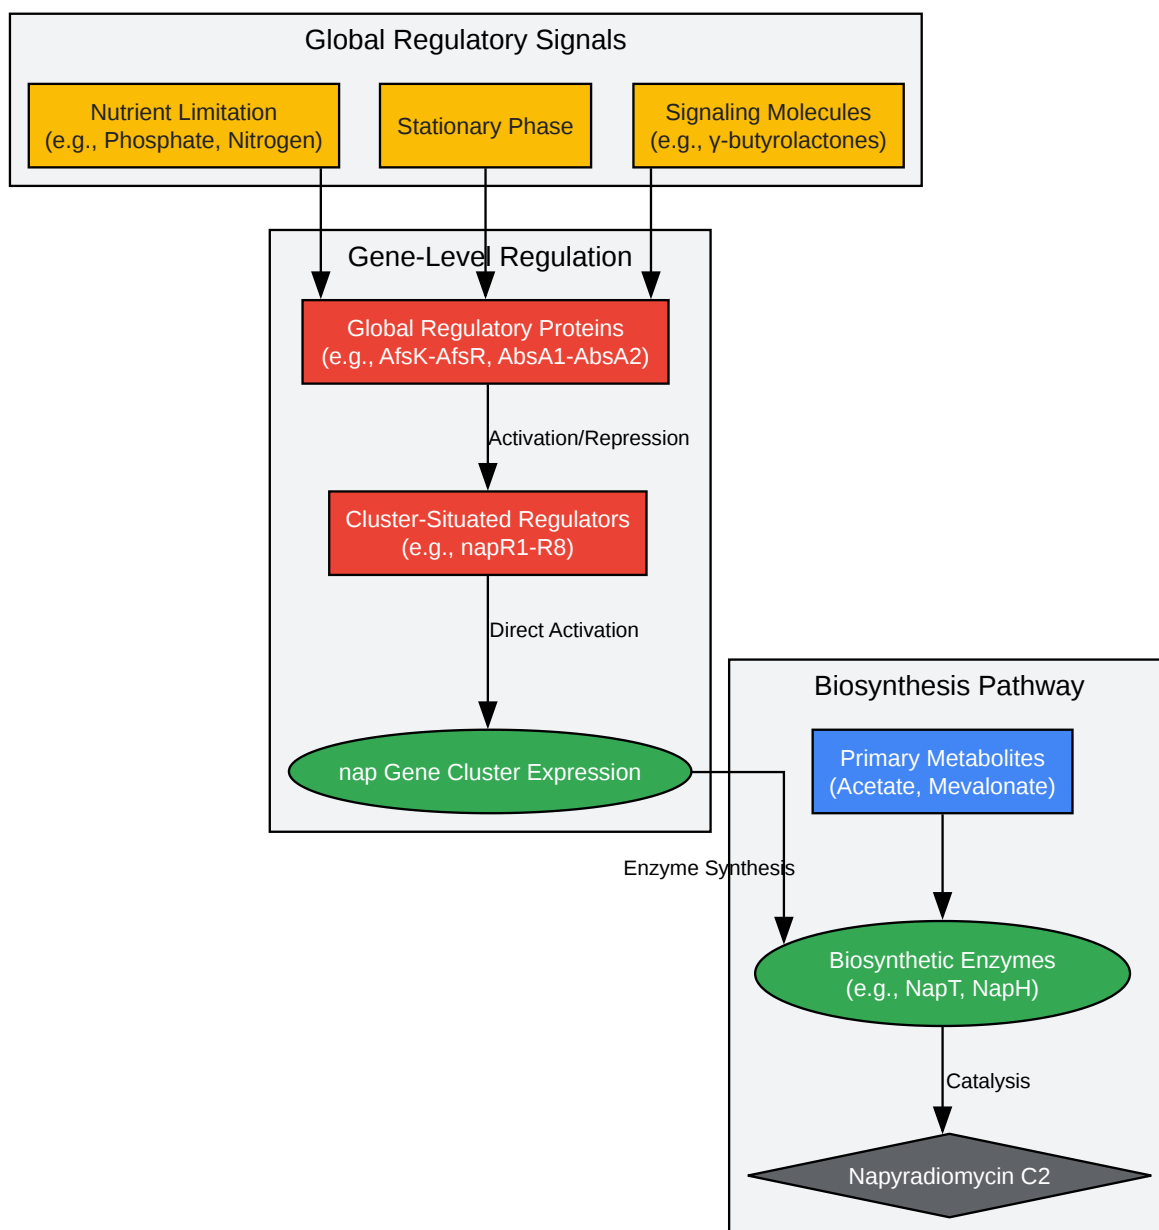 Global Regulatory Signals
Nutrient Limitation
(e.g., Phosphate, Nitrogen)
Stationary Phase
Signaling Molecules
(e.g., γ-butyrolactones)
Gene-Level Regulation
Global Regulatory Proteins
(e.g., AfsK-AfsR, AbsA1-AbsA2)
Activation/Repression
Cluster-Situated Regulators
(e.g., napR1-R8)
Direct Activation
nap Gene Cluster Expression
Enzyme Synthesis
Biosynthesis Pathway
Primary Metabolites
(Acetate, Mevalonate)
Biosynthetic Enzymes
(e.g., NapT, NapH)
Catalysis
Napyradiomycin C2